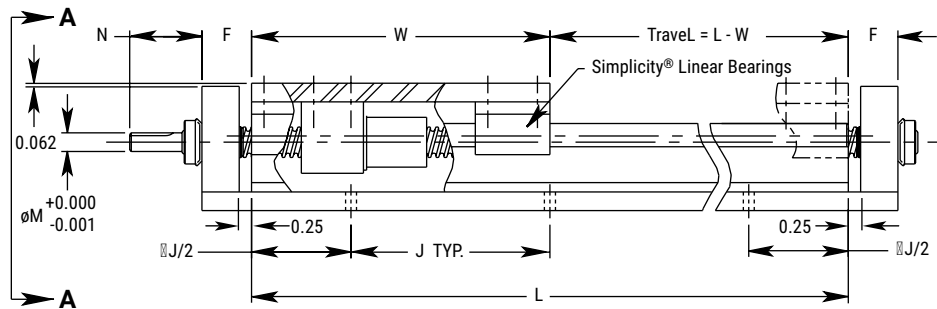 A
N
F
W
TraveL = L - W
F
Simplicity® Linear Bearings
0.062
øM +0.000
-0.001
0.25
0.25
J/2
J TYP.
J/2
L
A